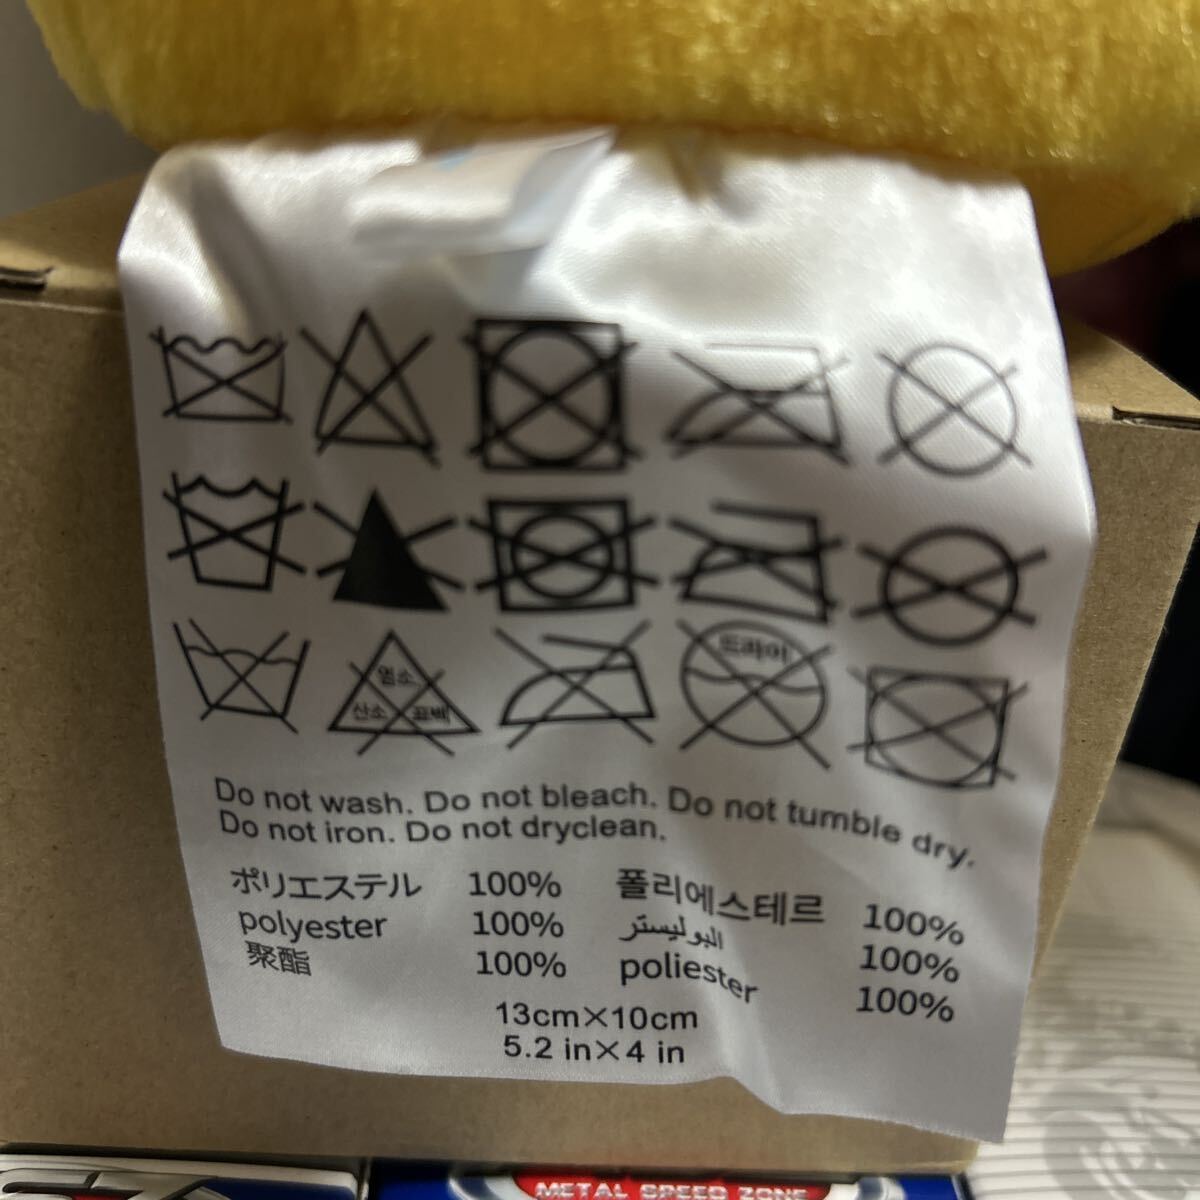 드라이
염소
산소 표백
Do not wash. Do not bleach. Do not tumble dry.
Do not iron. Do not dryclean.
ポリエステル 100% 폴리에스테르 100%
polyester 100% البوليستر 100%
聚酯 100% poliester 100%
13cm×10cm
5.2 in×4 in
METAL SPEED ZONE